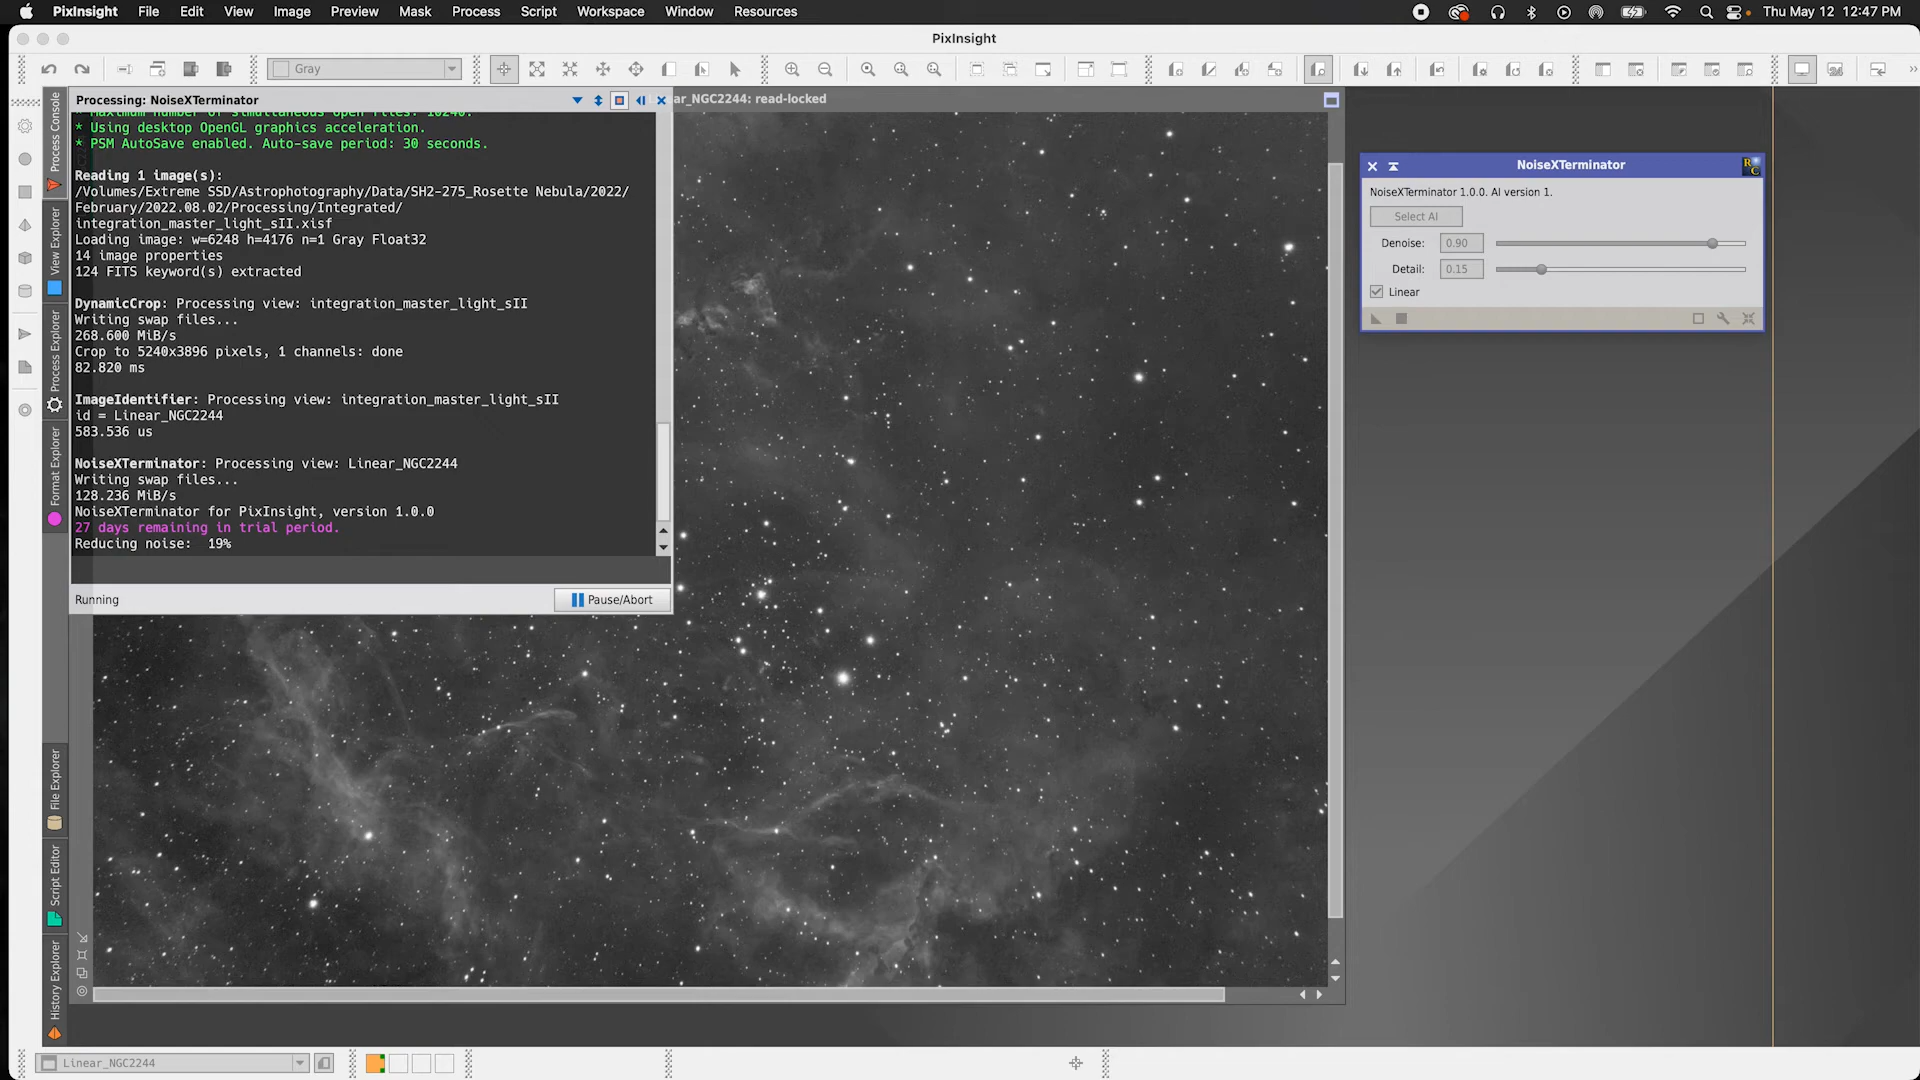 PixInsight File Edit View Image Preview Mask Process Script Workspace Window Resources
Thu May 12 12:47 PM
PixInsight
Gray
Processing: NoiseXTerminator
ar_NGC2244: read-locked
* Maximum number of simultaneous open files: 10240.
* Using desktop OpenGL graphics acceleration.
* PSM AutoSave enabled. Auto-save period: 30 seconds.
Reading 1 image(s):
/Volumes/Extreme SSD/Astrophotography/Data/SH2-275_Rosette Nebula/2022/
February/2022.08.02/Processing/Integrated/
integration_master_light_sII.xisf
Loading image: w=6248 h=4176 n=1 Gray Float32
14 image properties
124 FITS keyword(s) extracted
DynamicCrop: Processing view: integration_master_light_sII
Writing swap files...
268.600 MiB/s
Crop to 5240x3896 pixels, 1 channels: done
82.820 ms
ImageIdentifier: Processing view: integration_master_light_sII
id = Linear_NGC2244
583.536 us
NoiseXTerminator: Processing view: Linear_NGC2244
Writing swap files...
128.236 MiB/s
NoiseXTerminator for PixInsight, version 1.0.0
27 days remaining in trial period.
Reducing noise: 19%
Running
Pause/Abort
Process Console
View Explorer
Process Explorer
Format Explorer
File Explorer
Script Editor
History Explorer
NoiseXTerminator
RC
NoiseXTerminator 1.0.0. AI version 1.
Select AI
Denoise: 0.90
Detail: 0.15
Linear
Linear_NGC2244